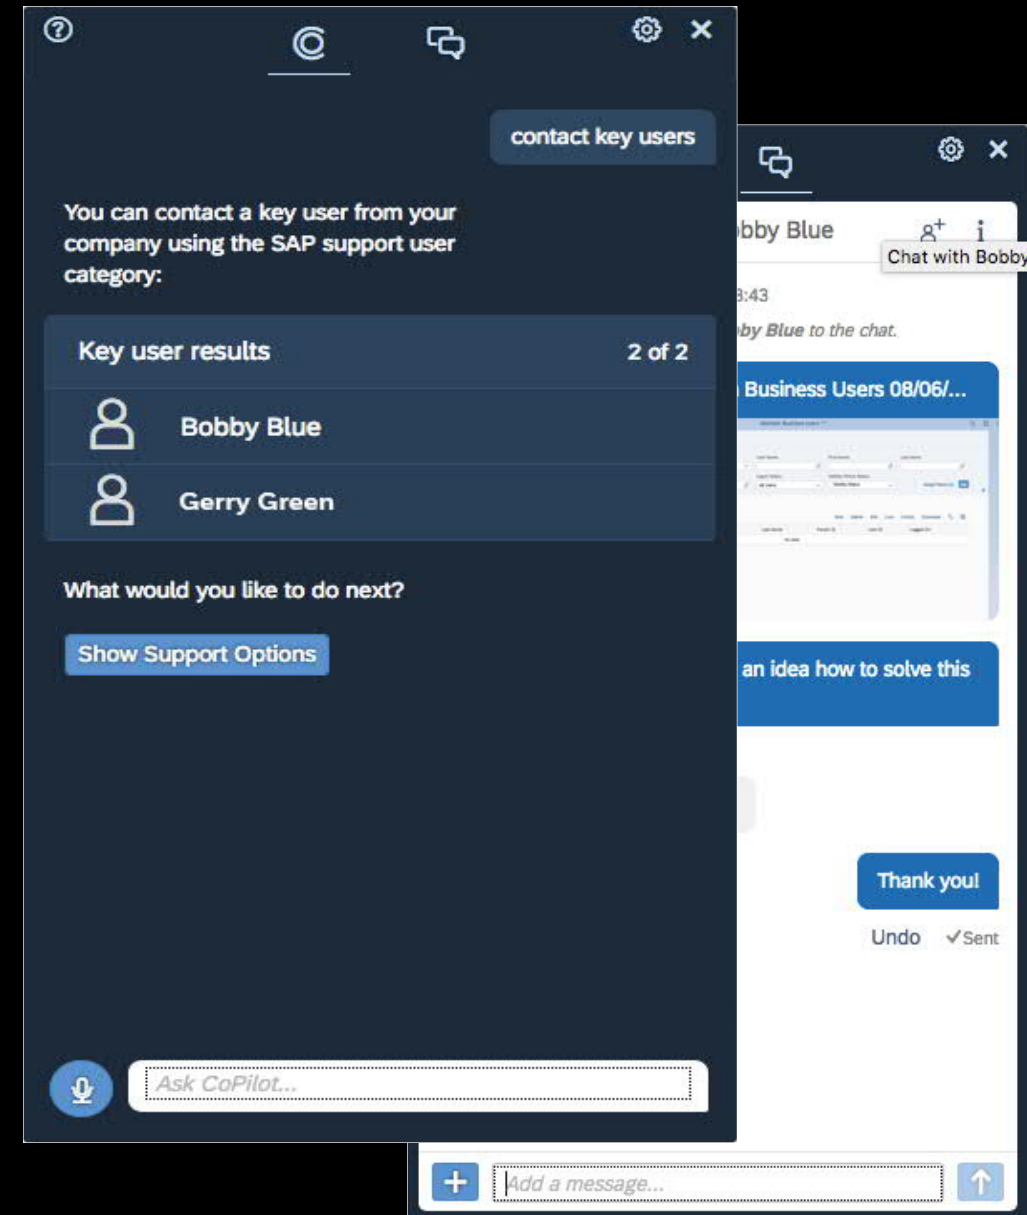 contact key users
You can contact a key user from your
company using the SAP support user
category:
Key user results 2 of 2
Bobby Blue
Gerry Green
What would you like to do next?
Show Support Options
Ask CoPilot...
bby Blue
Chat with Bobby
3:43
by Blue to the chat.
Business Users 08/06/...
an idea how to solve this
Thank you!
Undo ✓Sent
Add a message...